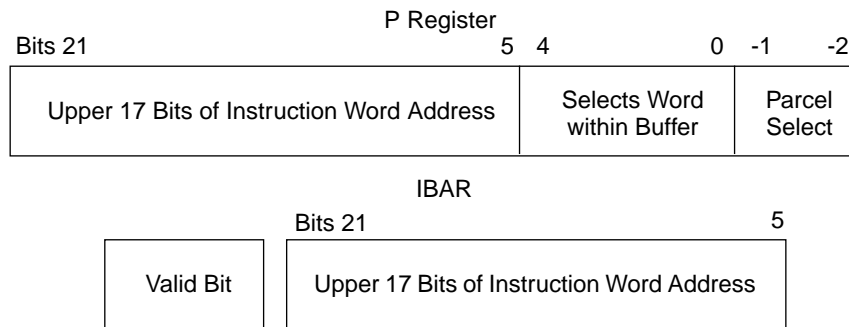 P Register
Bits 21 5 4 0 -1 -2
Upper 17 Bits of Instruction Word Address
Selects Word
within Buffer
Parcel
Select
IBAR
Bits 21 5
Valid Bit
Upper 17 Bits of Instruction Word Address